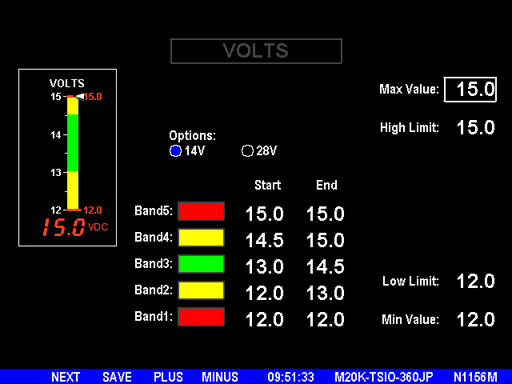 VOLTS
VOLTS
15 15.0
14
13
12 12.0
15.0 VDC
Max Value: 15.0
High Limit: 15.0
Options:
14V 28V
Start End
Band5: 15.0 15.0
Band4: 14.5 15.0
Band3: 13.0 14.5
Band2: 12.0 13.0
Band1: 12.0 12.0
Low Limit: 12.0
Min Value: 12.0
NEXT SAVE PLUS MINUS 09:51:33 M20K-TSIO-360JP N1156M